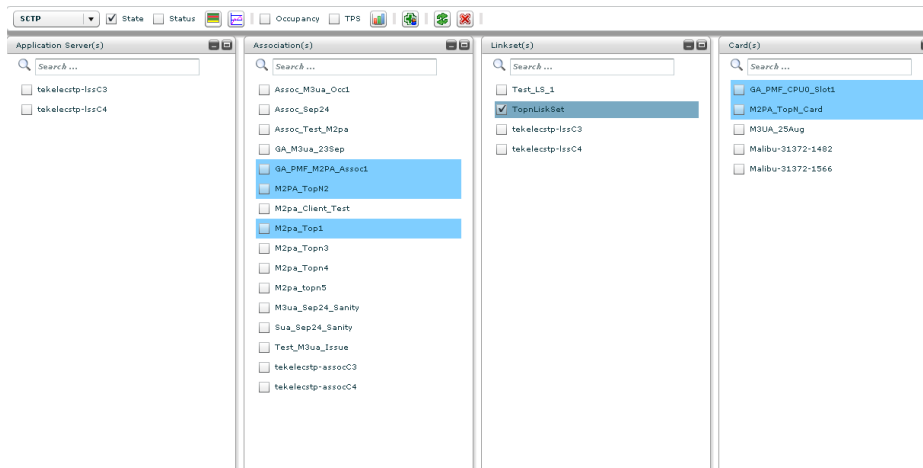 SCTP State Status Occupancy TPS
Application Server(s)
Search ...
tekelecstp-lssC3
tekelecstp-lssC4
Association(s)
Search ...
Assoc_M3ua_Occ1
Assoc_Sep24
Assoc_Test_M2pa
GA_M3ua_23Sep
GA_PMF_M2PA_Assoc1
M2PA_TopN2
M2pa_Client_Test
M2pa_Top1
M2pa_Topn3
M2pa_Topn4
M2pa_topn5
M3ua_Sep24_Sanity
Sua_Sep24_Sanity
Test_M3ua_Issue
tekelecstp-assocC3
tekelecstp-assocC4
Linkset(s)
Search ...
Test_LS_1
TopnLiskSet
tekelecstp-lssC3
tekelecstp-lssC4
Card(s)
Search ...
GA_PMF_CPU0_Slot1
M2PA_TopN_Card
M3UA_25Aug
Malibu-31372-1482
Malibu-31372-1566